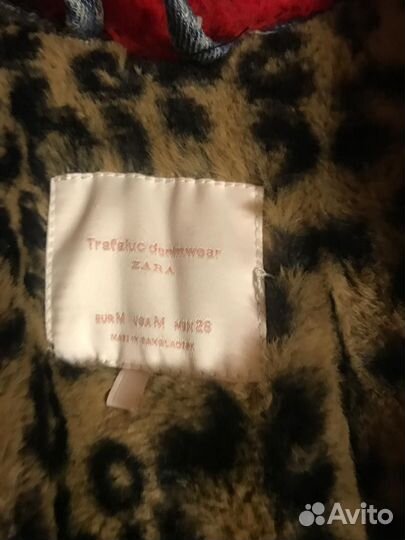 Trafaluc denimwear
ZARA
EUR M USA M MEX 28
MADE IN BANGLADESH
Avito